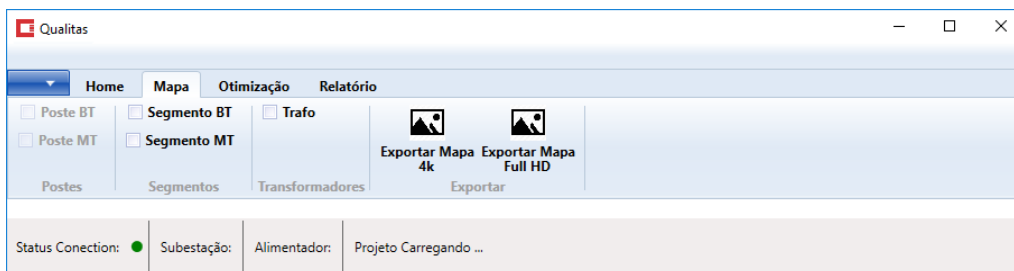 Qualitas
Home Mapa Otimização Relatório
Poste BT Segmento BT Trafo
Poste MT Segmento MT
Exportar Mapa 4k Exportar Mapa Full HD
Postes Segmentos Transformadores Exportar
Status Conection: Subestação: Alimentador: Projeto Carregando ...